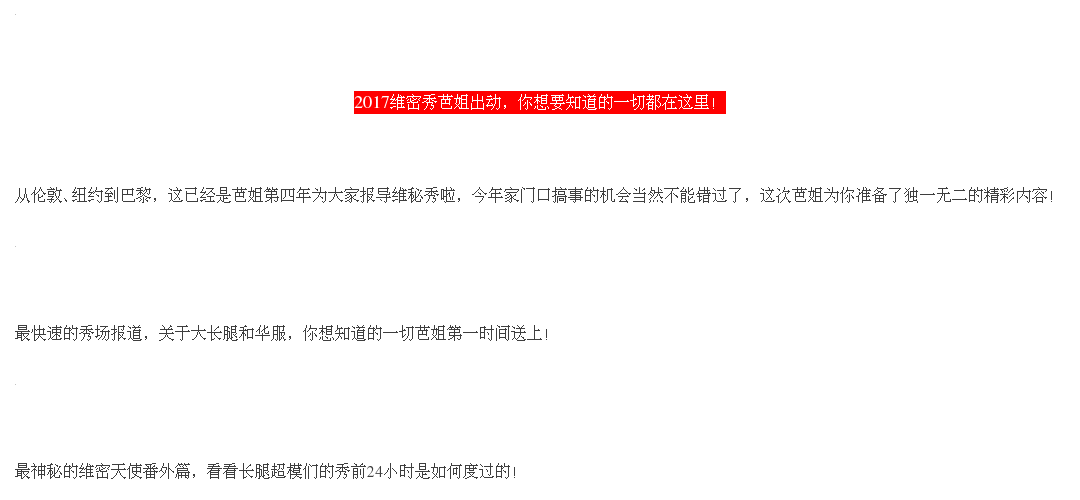 2017维密秀芭姐出动，你想要知道的一切都在这里！
从伦敦、纽约到巴黎，这已经是芭姐第四年为大家报导维秘秀啦，今年家门口搞事的机会当然不能错过了，这次芭姐为你准备了独一无二的精彩内容！
最快速的秀场报道，关于大长腿和华服，你想知道的一切芭姐第一时间送上！
最神秘的维密天使番外篇，看看长腿超模们的秀前24小时是如何度过的！